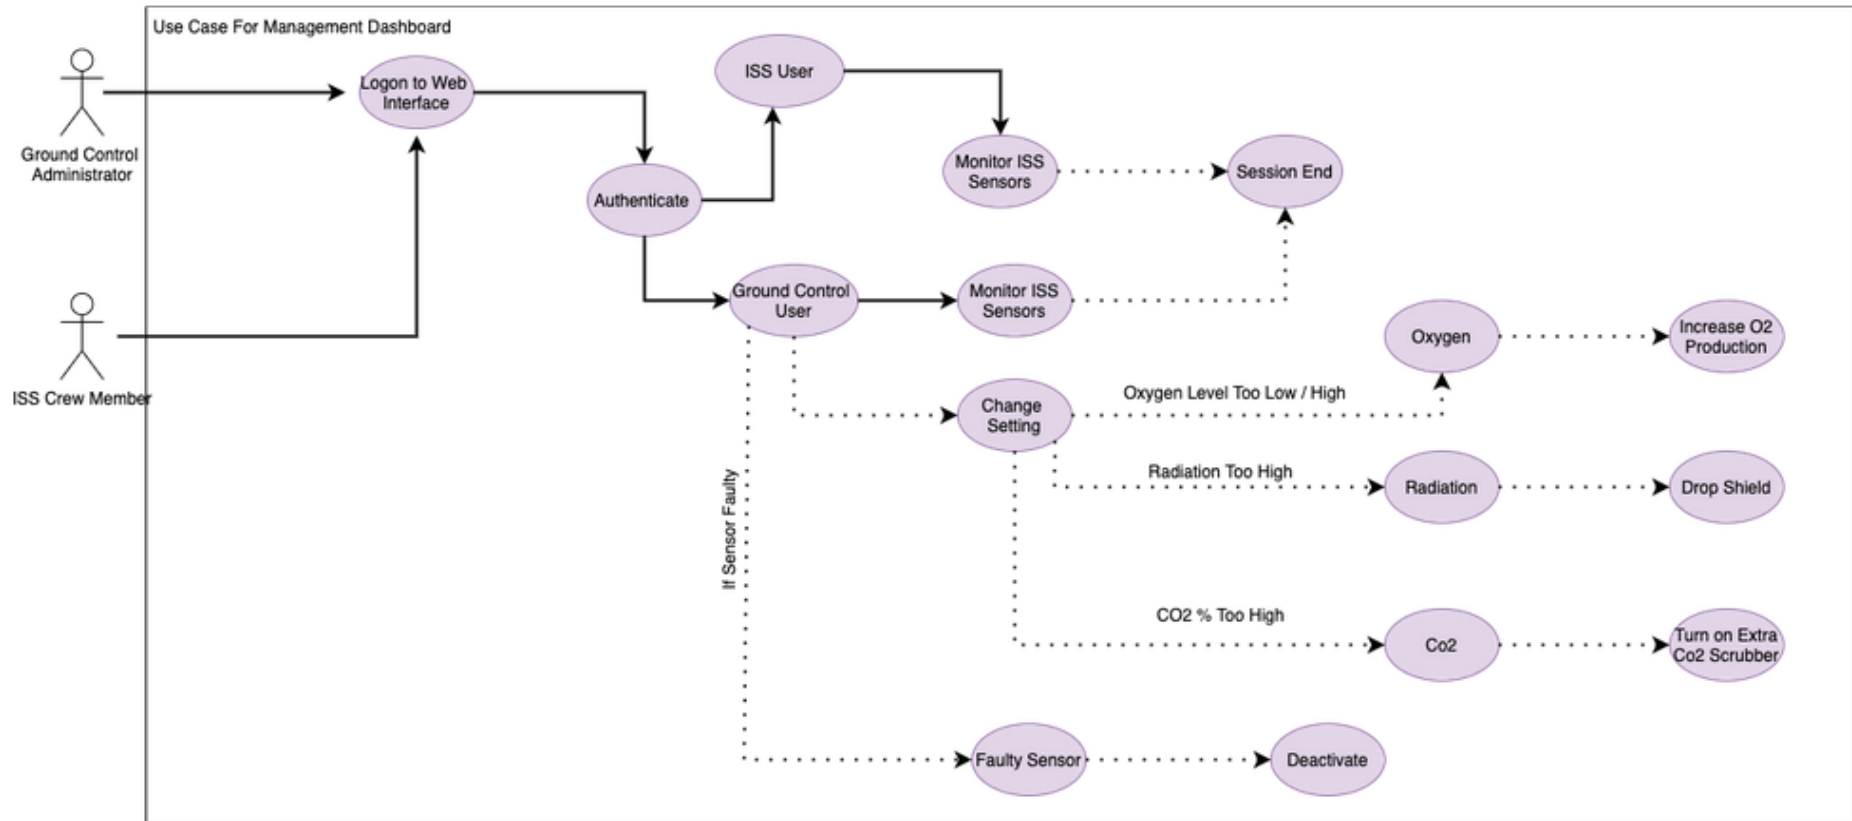 Use Case For Management Dashboard
Ground Control
Administrator
ISS Crew Member
Logon to Web
Interface
Authenticate
ISS User
Monitor ISS
Sensors
Session End
Ground Control
User
Monitor ISS
Sensors
Change
Setting
Oxygen Level Too Low / High
Oxygen
Increase O2
Production
Radiation Too High
Radiation
Drop Shield
If Sensor Faulty
CO2 % Too High
Co2
Turn on Extra
Co2 Scrubber
Faulty Sensor
Deactivate